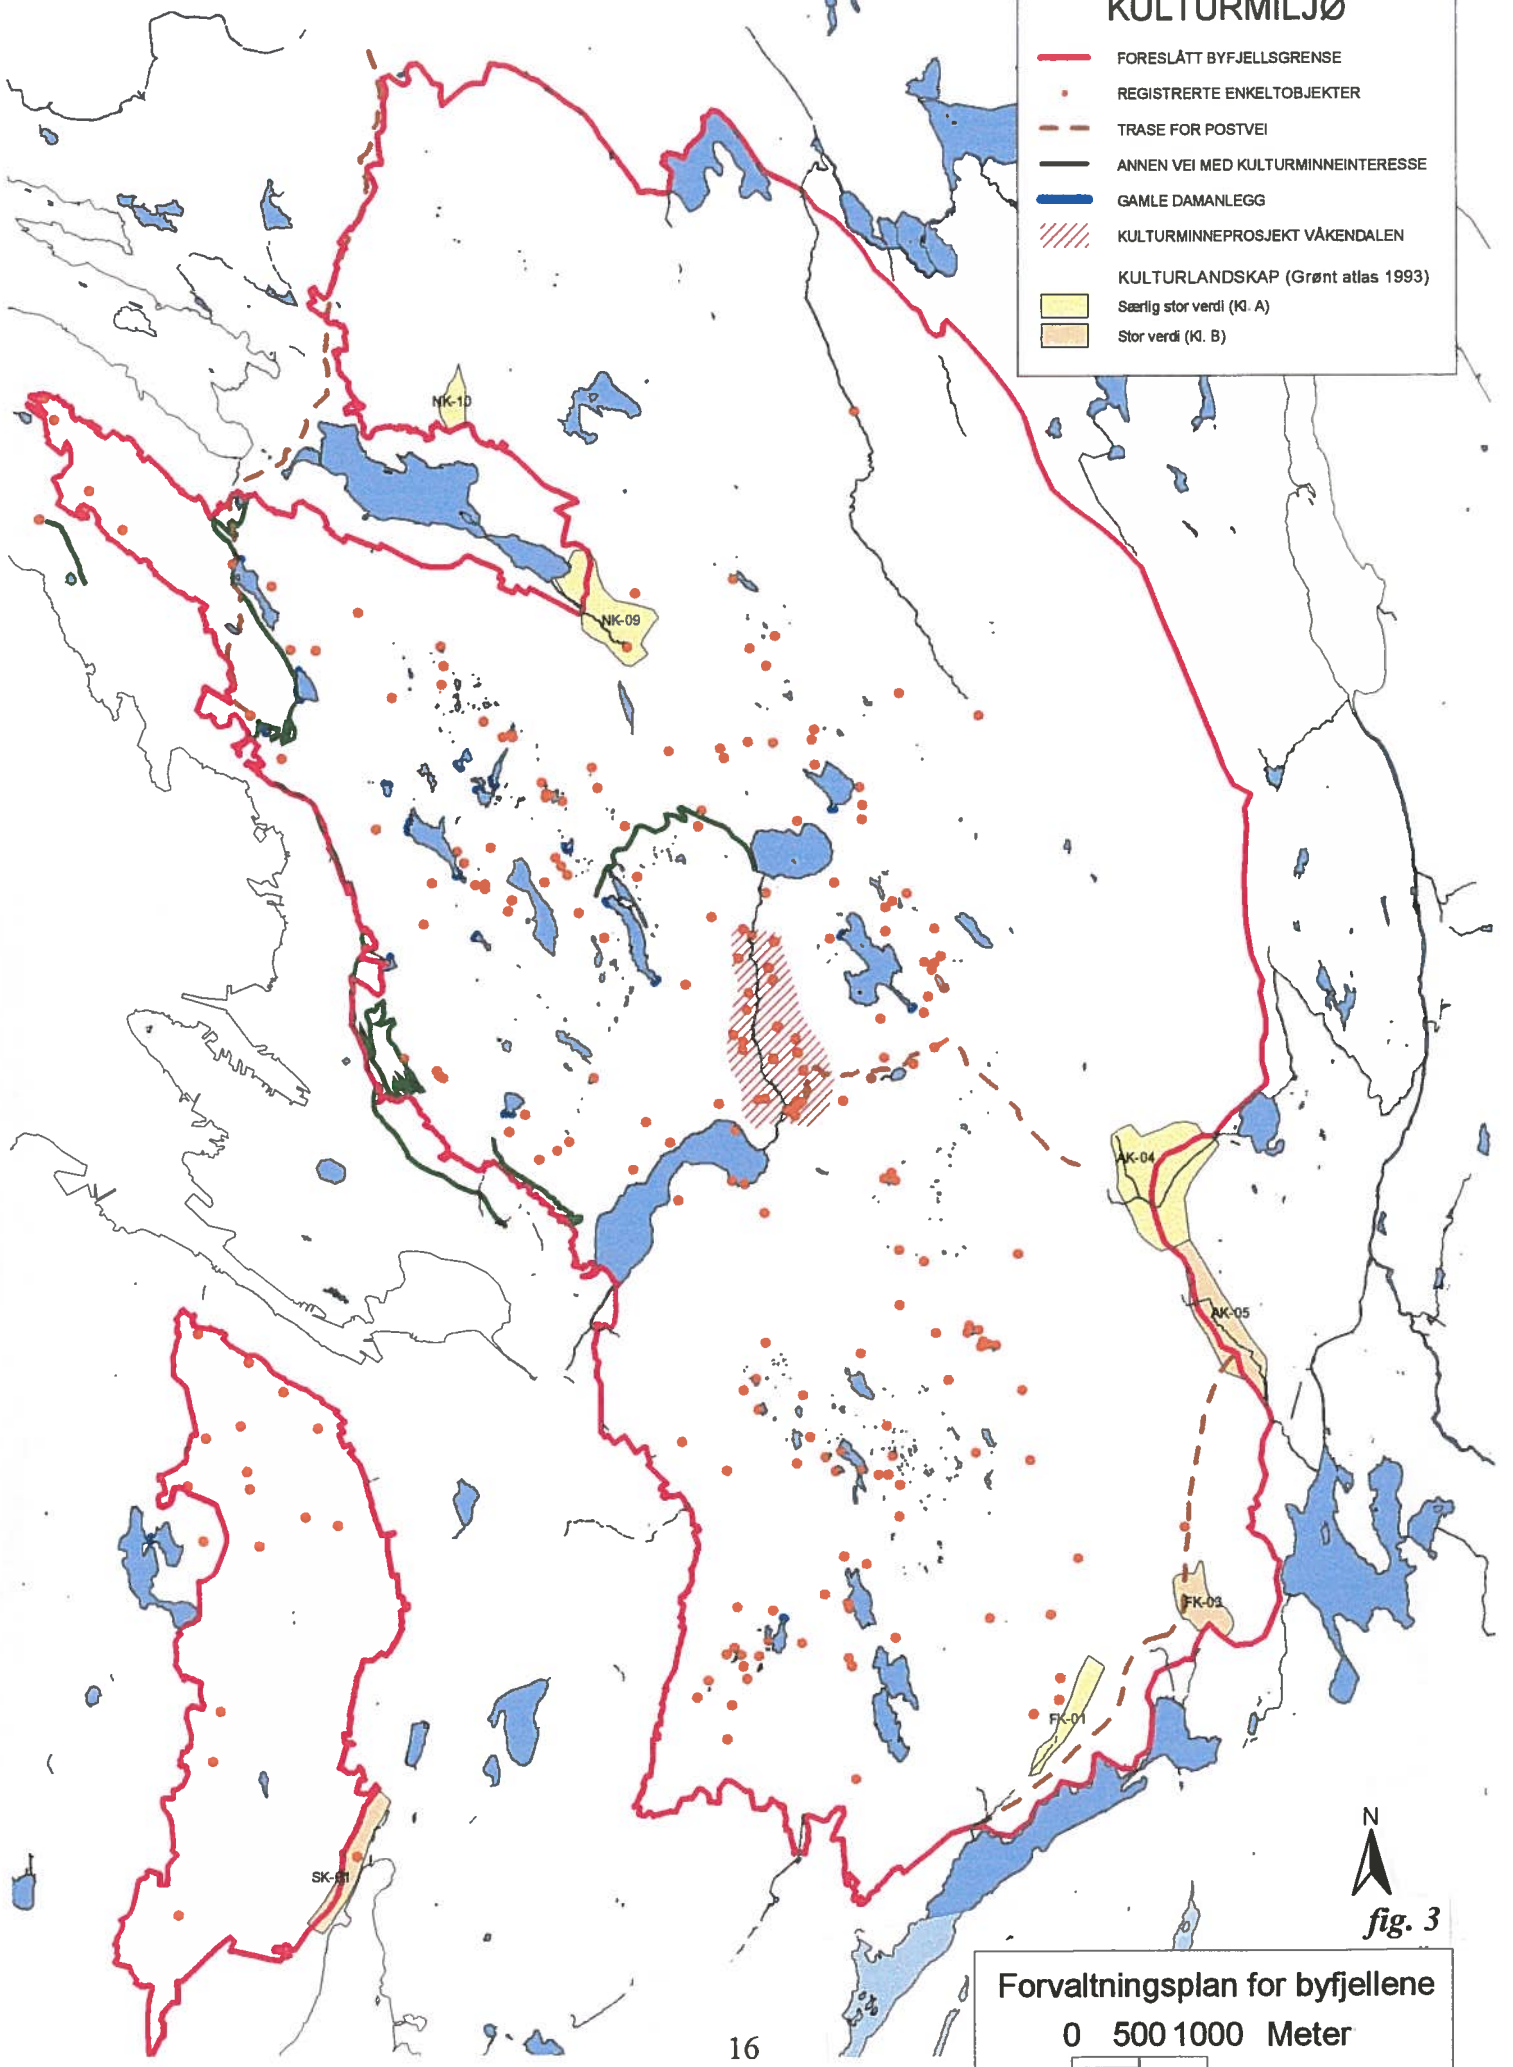 KULTURMILJØ
FORESLÅTT BYFJELLSGRENSE
REGISTRERTE ENKELTOBJEKTER
TRASE FOR POSTVEI
ANNEN VEI MED KULTURMINNEINTERESSE
GAMLE DAMANLEGG
KULTURMINNEPROSJEKT VÅKENDALEN
KULTURLANDSKAP (Grønt atlas 1993)
Særlig stor verdi (Kl. A)
Stor verdi (Kl. B)
NK-10
NK-09
AK-04
AK-05
FK-03
FK-01
SK-01
N
fig. 3
Forvaltningsplan for byfjellene
0 500 1000 Meter
16